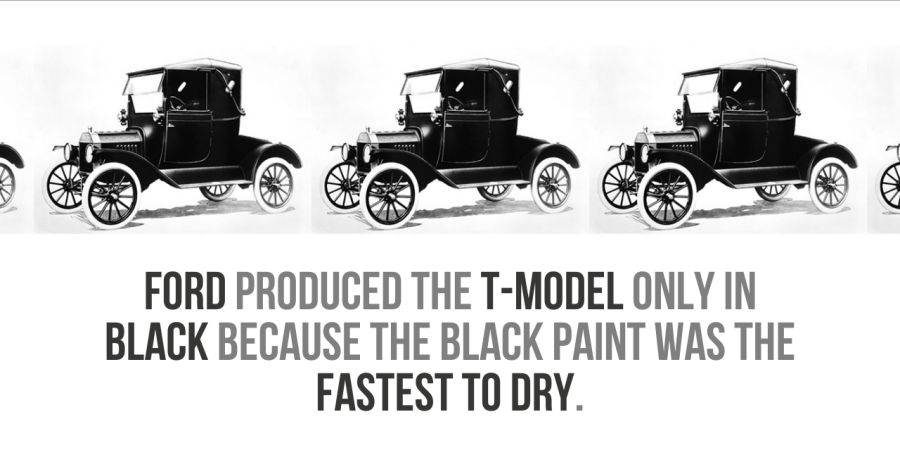 FORD PRODUCED THE T-MODEL ONLY IN
BLACK BECAUSE THE BLACK PAINT WAS THE
FASTEST TO DRY.